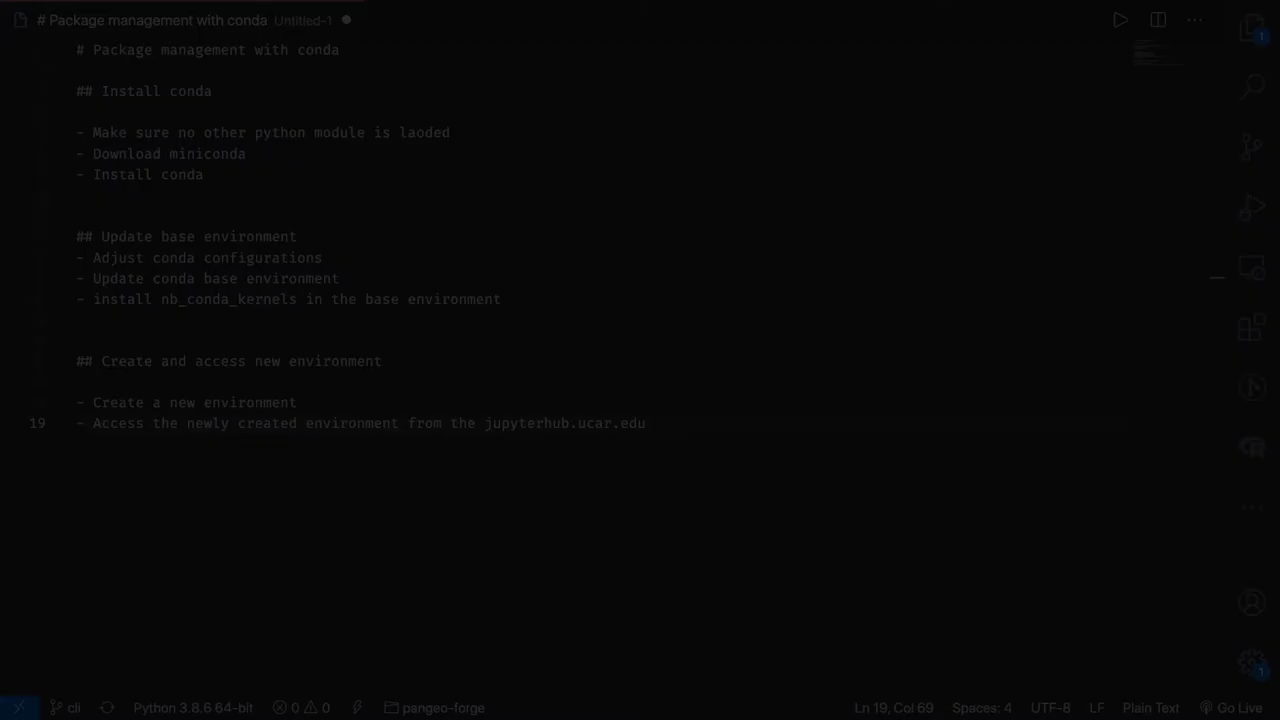 # Package management with conda Untitled-1
# Package management with conda
## Install conda
- Make sure no other python module is laoded
- Download miniconda
- Install conda
## Update base environment
- Adjust conda configurations
- Update conda base environment
- install nb_conda_kernels in the base environment
## Create and access new environment
- Create a new environment
19 - Access the newly created environment from the jupyterhub.ucar.edu
1
1
cli Python 3.8.6 64-bit 0 0 pangeo-forge Ln 19, Col 69 Spaces: 4 UTF-8 LF Plain Text Go Live